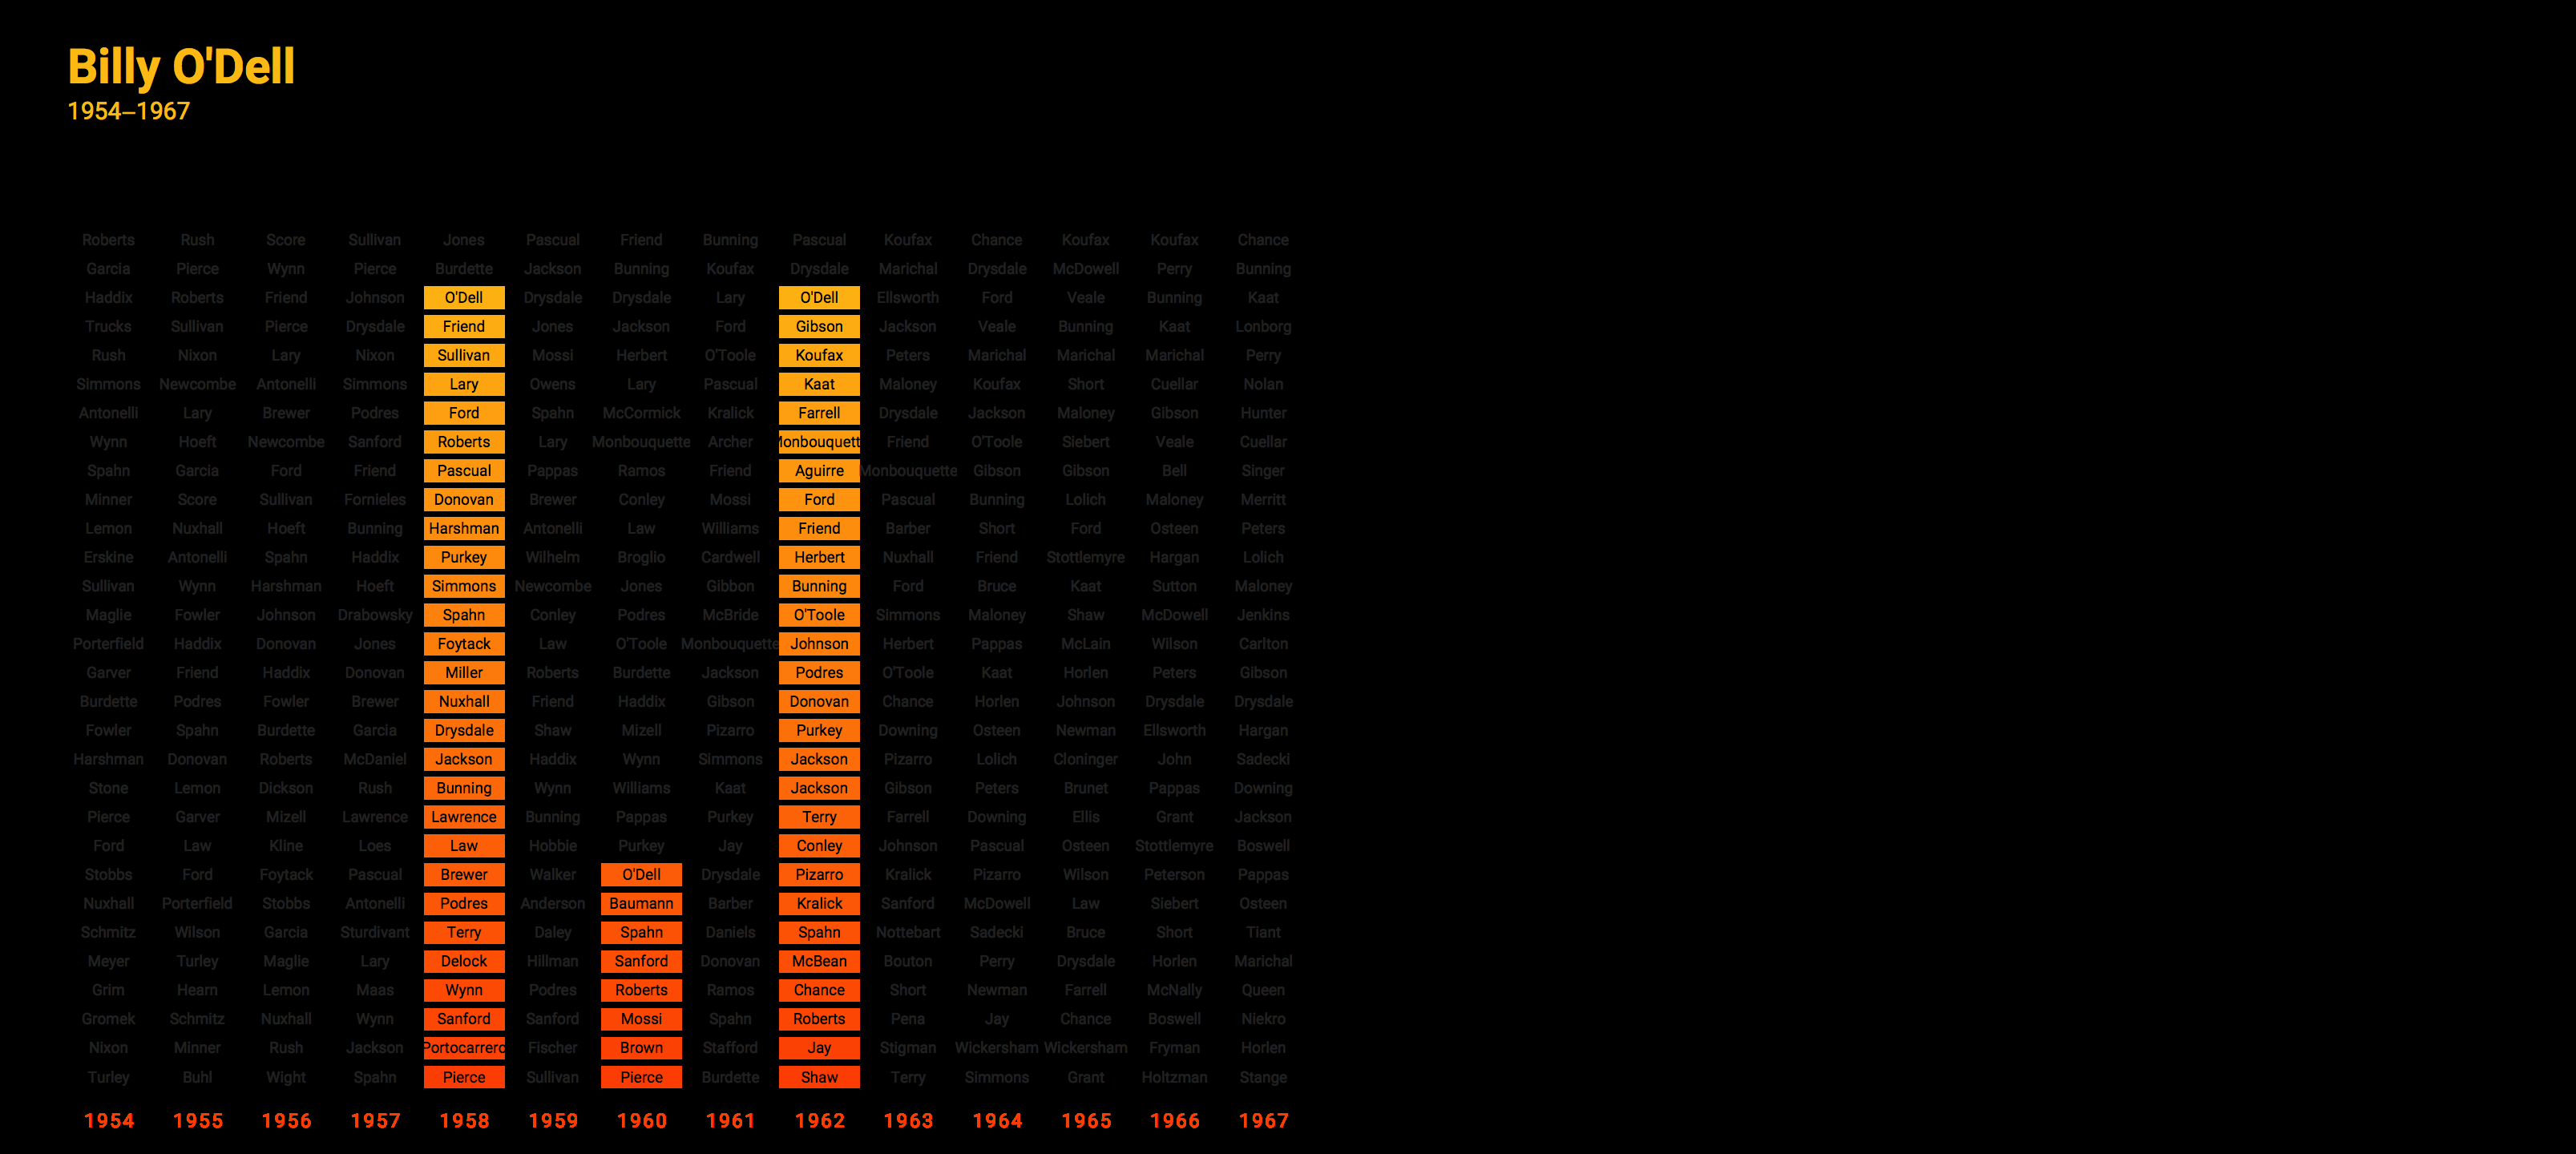 Billy O'Dell
1954–1967
Roberts Rush Score Sullivan Jones Pascual Friend Bunning Pascual Koufax Chance Koufax Koufax Chance
Garcia Pierce Wynn Pierce Burdette Jackson Bunning Koufax Drysdale Marichal Drysdale McDowell Perry Bunning
Haddix Roberts Friend Johnson O'Dell Drysdale Drysdale Lary O'Dell Ellsworth Ford Veale Bunning Kaat
Trucks Sullivan Pierce Drysdale Friend Jones Jackson Ford Gibson Jackson Veale Bunning Kaat Lonborg
Rush Nixon Lary Nixon Sullivan Mossi Herbert O'Toole Koufax Peters Marichal Marichal Marichal Perry
Simmons Newcombe Antonelli Simmons Lary Owens Lary Pascual Kaat Maloney Koufax Short Cuellar Nolan
Antonelli Lary Brewer Podres Ford Spahn McCormick Kralick Farrell Drysdale Jackson Maloney Gibson Hunter
Wynn Hoeft Newcombe Sanford Roberts Lary Monbouquette Archer Monbouquett Friend O'Toole Siebert Veale Cuellar
Spahn Garcia Ford Friend Pascual Pappas Ramos Friend Aguirre Monbouquette Gibson Gibson Bell Singer
Minner Score Sullivan Fornieles Donovan Brewer Conley Mossi Ford Pascual Bunning Lolich Maloney Merritt
Lemon Nuxhall Hoeft Bunning Harshman Antonelli Law Williams Friend Barber Short Ford Osteen Peters
Erskine Antonelli Spahn Haddix Purkey Wilhelm Broglio Cardwell Herbert Nuxhall Friend Stottlemyre Hargan Lolich
Sullivan Wynn Harshman Hoeft Simmons Newcombe Jones Gibbon Bunning Ford Bruce Kaat Sutton Maloney
Maglie Fowler Johnson Drabowsky Spahn Conley Podres McBride O'Toole Simmons Maloney Shaw McDowell Jenkins
Porterfield Haddix Donovan Jones Foytack Law O'Toole Monbouquette Johnson Herbert Pappas McLain Wilson Carlton
Garver Friend Haddix Donovan Miller Roberts Burdette Jackson Podres O'Toole Kaat Horlen Peters Gibson
Burdette Podres Fowler Brewer Nuxhall Friend Haddix Gibson Donovan Chance Horlen Johnson Drysdale Drysdale
Fowler Spahn Burdette Garcia Drysdale Shaw Mizell Pizarro Purkey Downing Osteen Newman Ellsworth Hargan
Harshman Donovan Roberts McDaniel Jackson Haddix Wynn Simmons Jackson Pizarro Lolich Cloninger John Sadecki
Stone Lemon Dickson Rush Bunning Wynn Williams Kaat Jackson Gibson Peters Brunet Pappas Downing
Pierce Garver Mizell Lawrence Lawrence Bunning Pappas Purkey Terry Farrell Downing Ellis Grant Jackson
Ford Law Kline Loes Law Hobbie Purkey Jay Conley Johnson Pascual Osteen Stottlemyre Boswell
Stobbs Ford Foytack Pascual Brewer Walker O'Dell Drysdale Pizarro Kralick Pizarro Wilson Peterson Pappas
Nuxhall Porterfield Stobbs Antonelli Podres Anderson Baumann Barber Kralick Sanford McDowell Law Siebert Osteen
Schmitz Wilson Garcia Sturdivant Terry Daley Spahn Daniels Spahn Nottebart Sadecki Bruce Short Tiant
Meyer Turley Maglie Lary Delock Hillman Sanford Donovan McBean Bouton Perry Drysdale Horlen Marichal
Grim Hearn Lemon Maas Wynn Podres Roberts Ramos Chance Short Newman Farrell McNally Queen
Gromek Schmitz Nuxhall Wynn Sanford Sanford Mossi Spahn Roberts Pena Jay Chance Boswell Niekro
Nixon Minner Rush Jackson Portocarrero Fischer Brown Stafford Jay Stigman Wickersham Wickersham Fryman Horlen
Turley Buhl Wight Spahn Pierce Sullivan Pierce Burdette Shaw Terry Simmons Grant Holtzman Stange
1954 1955 1956 1957 1958 1959 1960 1961 1962 1963 1964 1965 1966 1967